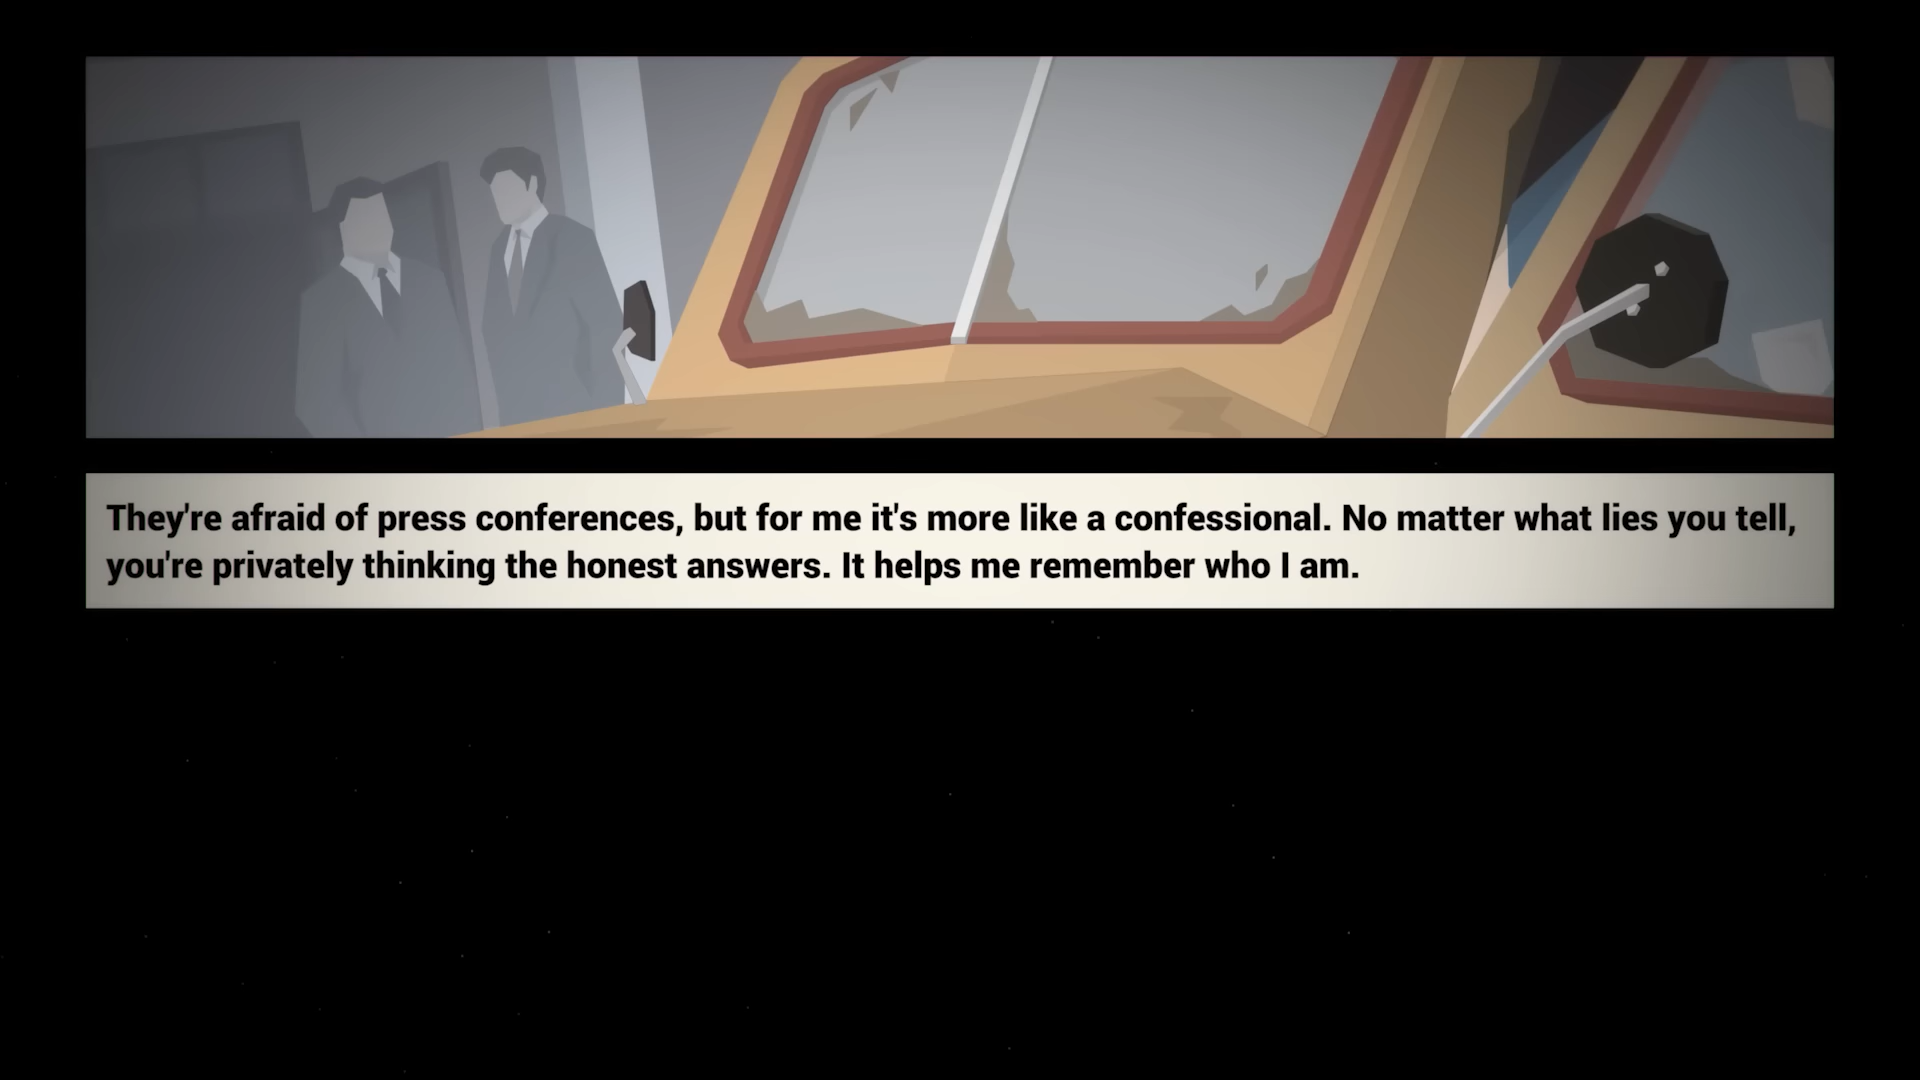 They're afraid of press conferences, but for me it's more like a confessional. No matter what lies you tell,
you're privately thinking the honest answers. It helps me remember who I am.